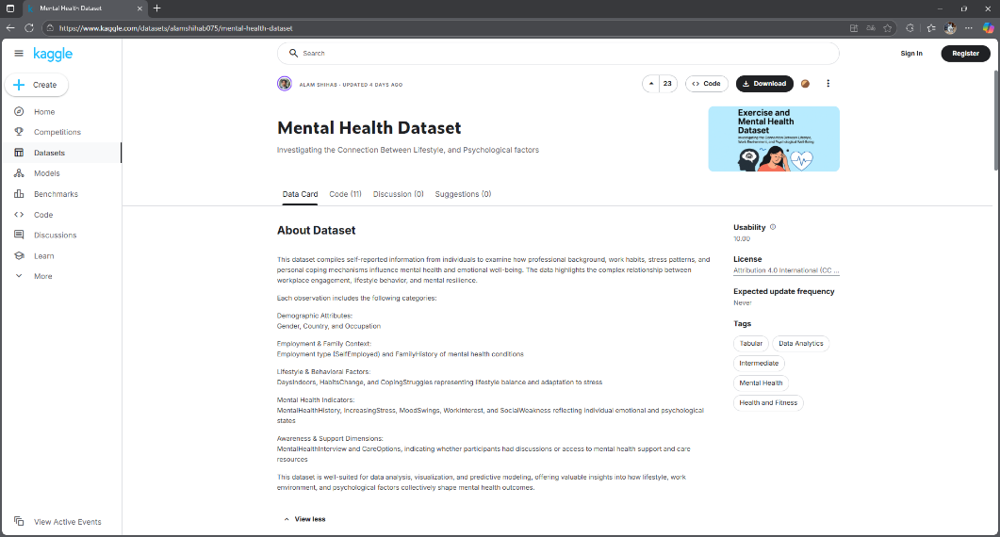 Mental Health Dataset
https://www.kaggle.com/datasets/alamshihab075/mental-health-dataset
kaggle
Search
Sign In
Register
Create
Home
Competitions
Datasets
Models
Benchmarks
Code
Discussions
Learn
More
View Active Events
ALAM SHIHAB · UPDATED 4 DAYS AGO
23
Code
Download
Mental Health Dataset
Investigating the Connection Between Lifestyle, and Psychological factors
Exercise and
Mental Health
Dataset
Investigating the Connection Between Lifestyle,
Work Environment, and Psychological Well-Being
Data Card
Code (11)
Discussion (0)
Suggestions (0)
About Dataset
This dataset compiles self-reported information from individuals to examine how professional background, work habits, stress patterns, and
personal coping mechanisms influence mental health and emotional well-being. The data highlights the complex relationship between
workplace engagement, lifestyle behavior, and mental resilience.
Each observation includes the following categories:
Demographic Attributes:
Gender, Country, and Occupation
Employment & Family Context:
Employment type (SelfEmployed) and FamilyHistory of mental health conditions
Lifestyle & Behavioral Factors:
DaysIndoors, HabitsChange, and CopingStruggles representing lifestyle balance and adaptation to stress
Mental Health Indicators:
MentalHealthHistory, IncreasingStress, MoodSwings, WorkInterest, and SocialWeakness reflecting individual emotional and psychological
states
Awareness & Support Dimensions:
MentalHealthInterview and CareOptions, indicating whether participants had discussions or access to mental health support and care
resources
This dataset is well-suited for data analysis, visualization, and predictive modeling, offering valuable insights into how lifestyle, work
environment, and psychological factors collectively shape mental health outcomes.
View less
Usability
10.00
License
Attribution 4.0 International (CC ...
Expected update frequency
Never
Tags
Tabular
Data Analytics
Intermediate
Mental Health
Health and Fitness